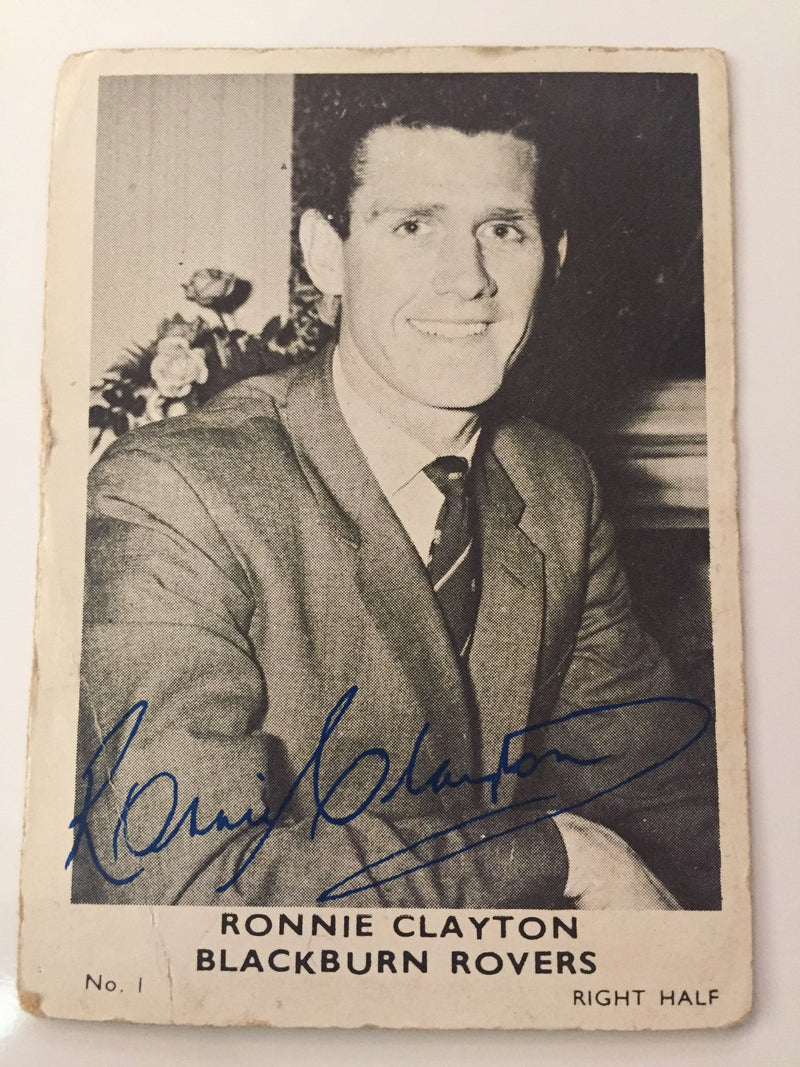 Ronnie Clayton
RONNIE CLAYTON
BLACKBURN ROVERS
No. 1
RIGHT HALF